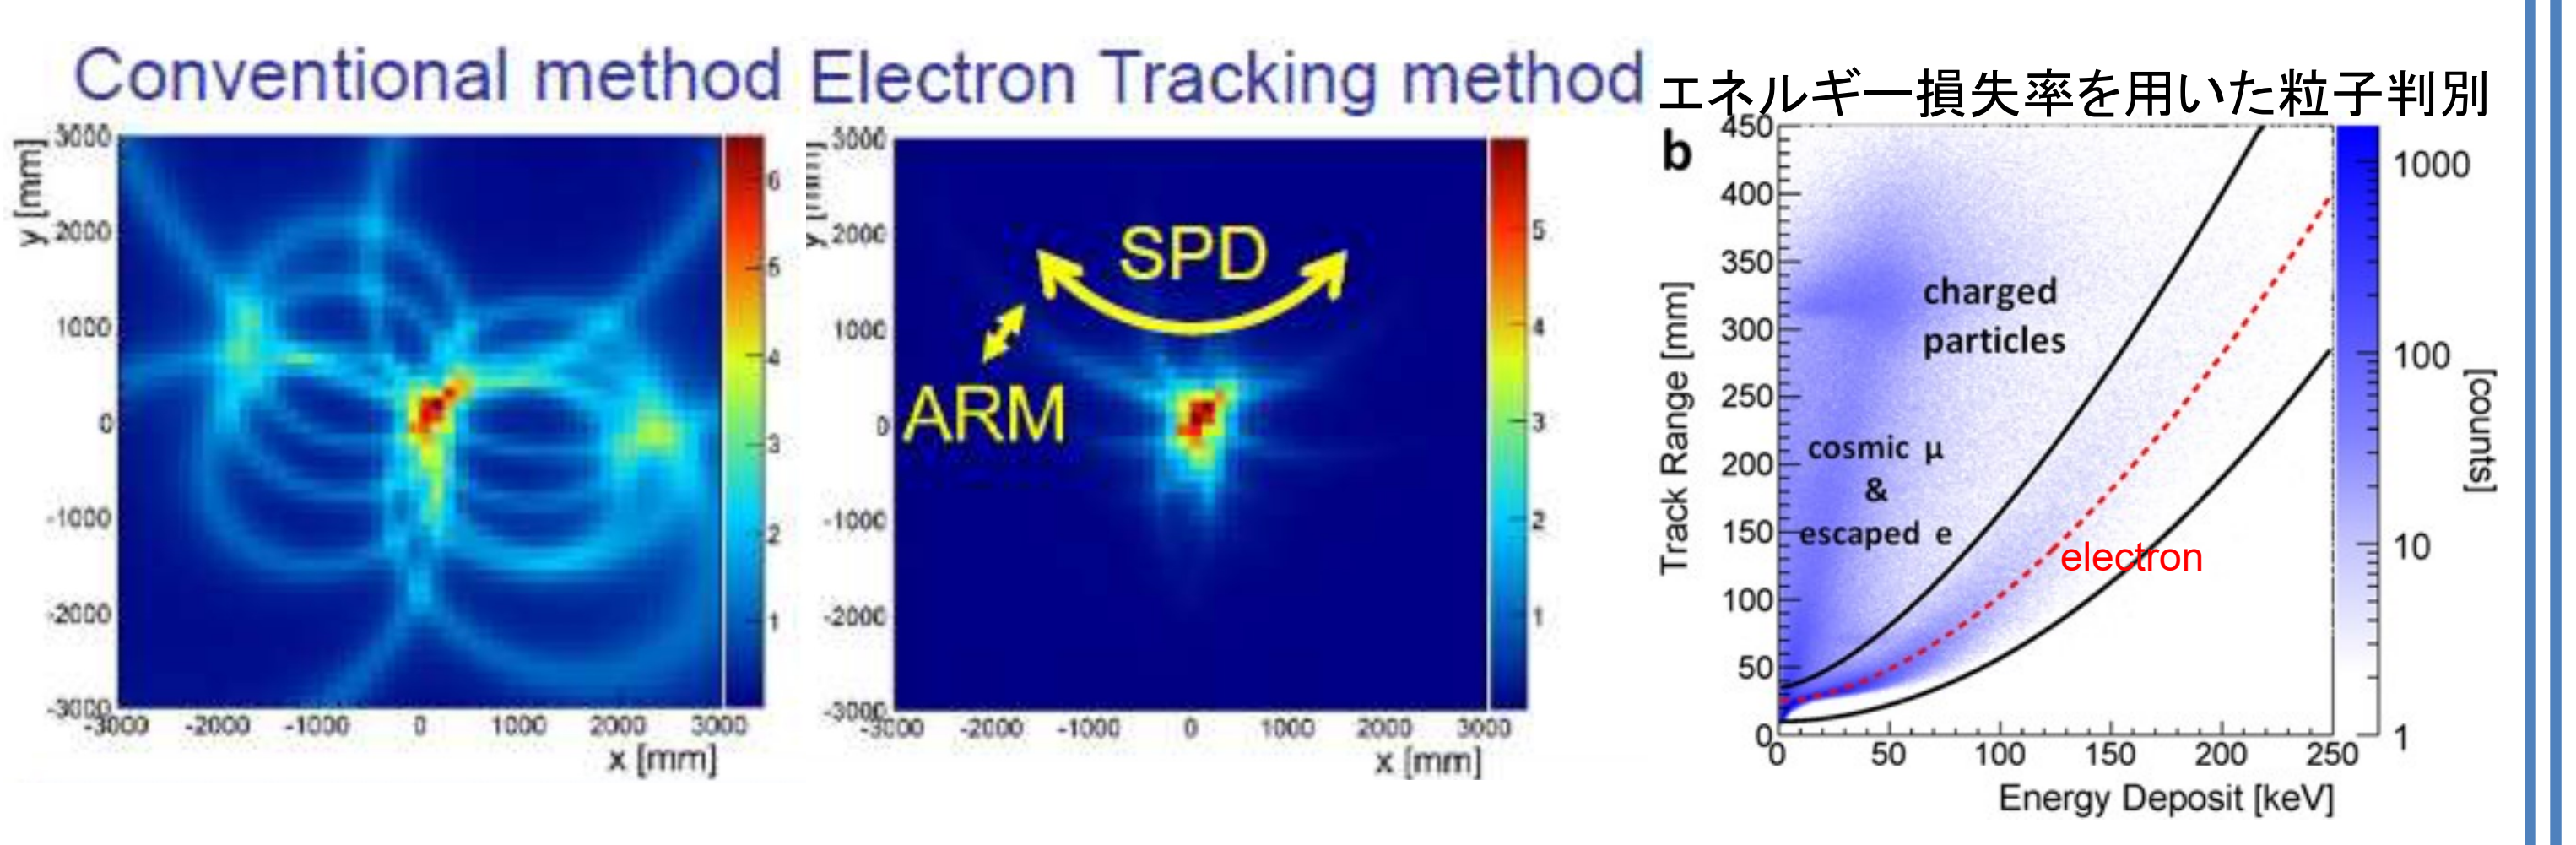 Conventional method
3000
2000
1000
0
-1000
-2000
-3000
y [mm]
-3000 -2000 -1000 0 1000 2000 3000
x [mm]
6
5
4
3
2
1
Electron Tracking method
3000
2000
1000
0
-1000
-2000
-3000
y [mm]
SPD
ARM
-3000 -2000 -1000 0 1000 2000 3000
x [mm]
5
4
3
2
1
エネルギー損失率を用いた粒子判別
b
450
400
350
300
250
200
150
100
50
0
Track Range [mm]
charged
particles
cosmic μ
&
escaped e
electron
0 50 100 150 200 250
Energy Deposit [keV]
1000
100
10
1
[counts]